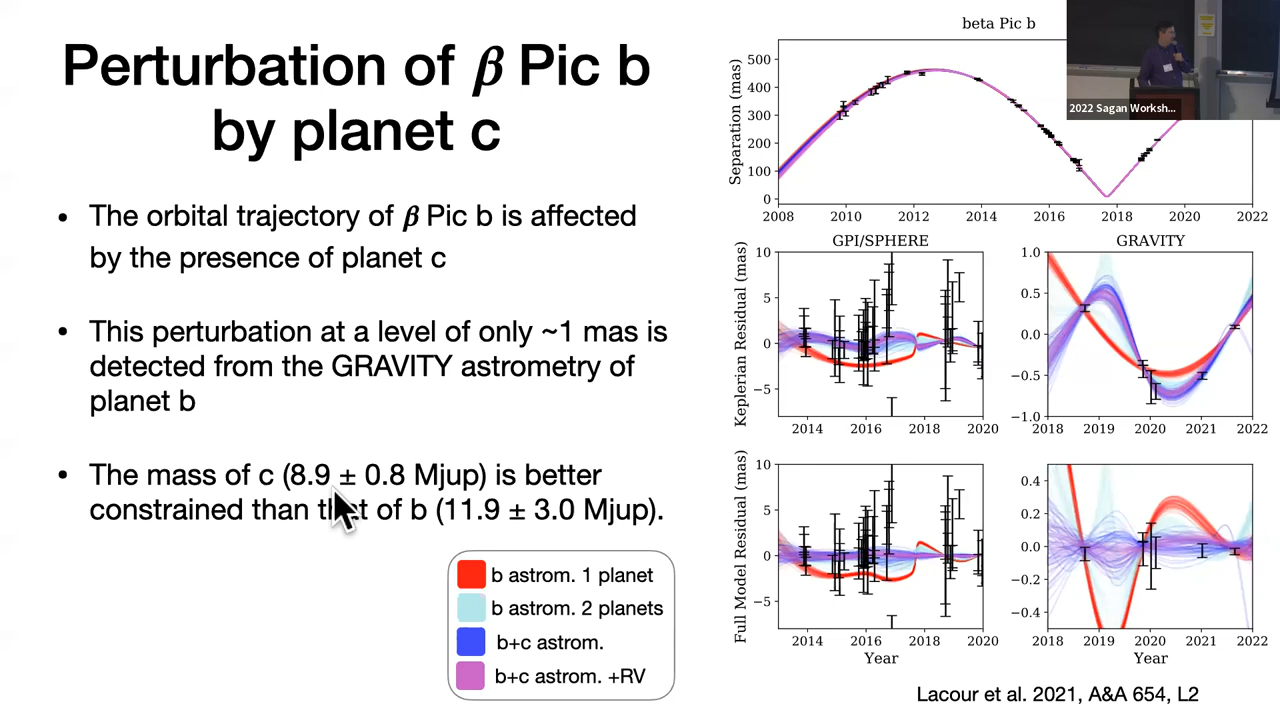 Perturbation of β Pic b
by planet c
• The orbital trajectory of β Pic b is affected
by the presence of planet c
• This perturbation at a level of only ~1 mas is
detected from the GRAVITY astrometry of
planet b
• The mass of c (8.9 ± 0.8 Mjup) is better
constrained than that of b (11.9 ± 3.0 Mjup).
b astrom. 1 planet
b astrom. 2 planets
b+c astrom.
b+c astrom. +RV
beta Pic b
Separation (mas)
500
400
300
200
100
0
2008 2010 2012 2014 2016 2018 2020 2022
2022 Sagan Worksh...
GPI/SPHERE
Keplerian Residual (mas)
10
5
0
−5
2014 2016 2018 2020
GRAVITY
1.0
0.5
0.0
−0.5
−1.0
2018 2019 2020 2021 2022
Full Model Residual (mas)
10
5
0
−5
2014 2016 2018 2020
Year
0.4
0.2
0.0
−0.2
−0.4
2018 2019 2020 2021 2022
Year
Lacour et al. 2021, A&A 654, L2